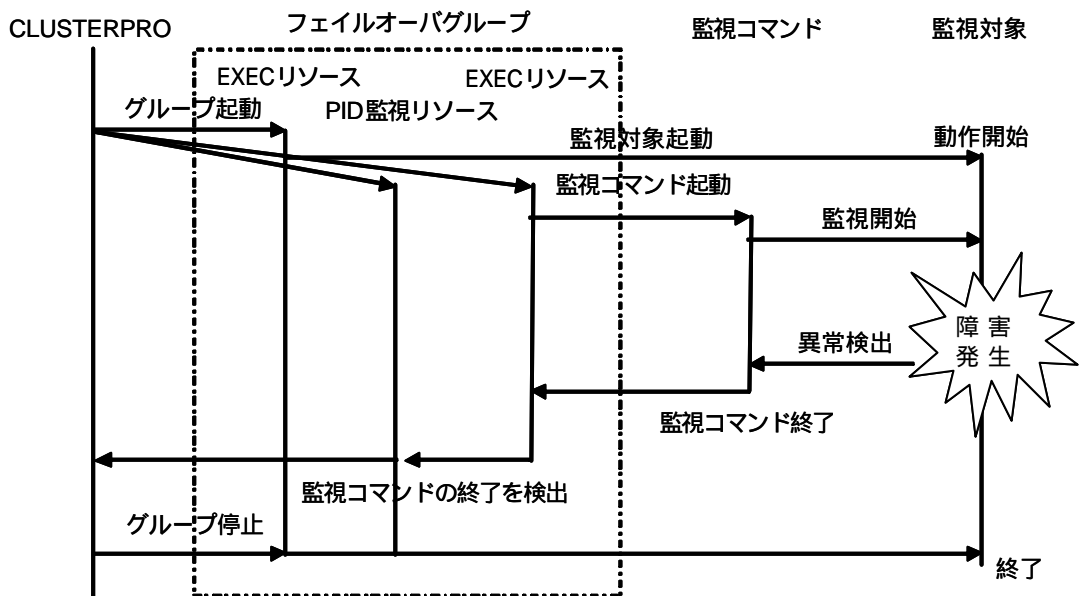 CLUSTERPRO
フェイルオーバグループ
監視コマンド
監視対象
EXECリソース
EXECリソース
グループ起動
PID監視リソース
監視対象起動
動作開始
監視コマンド起動
監視開始
障害
発生
異常検出
監視コマンド終了
監視コマンドの終了を検出
グループ停止
終了